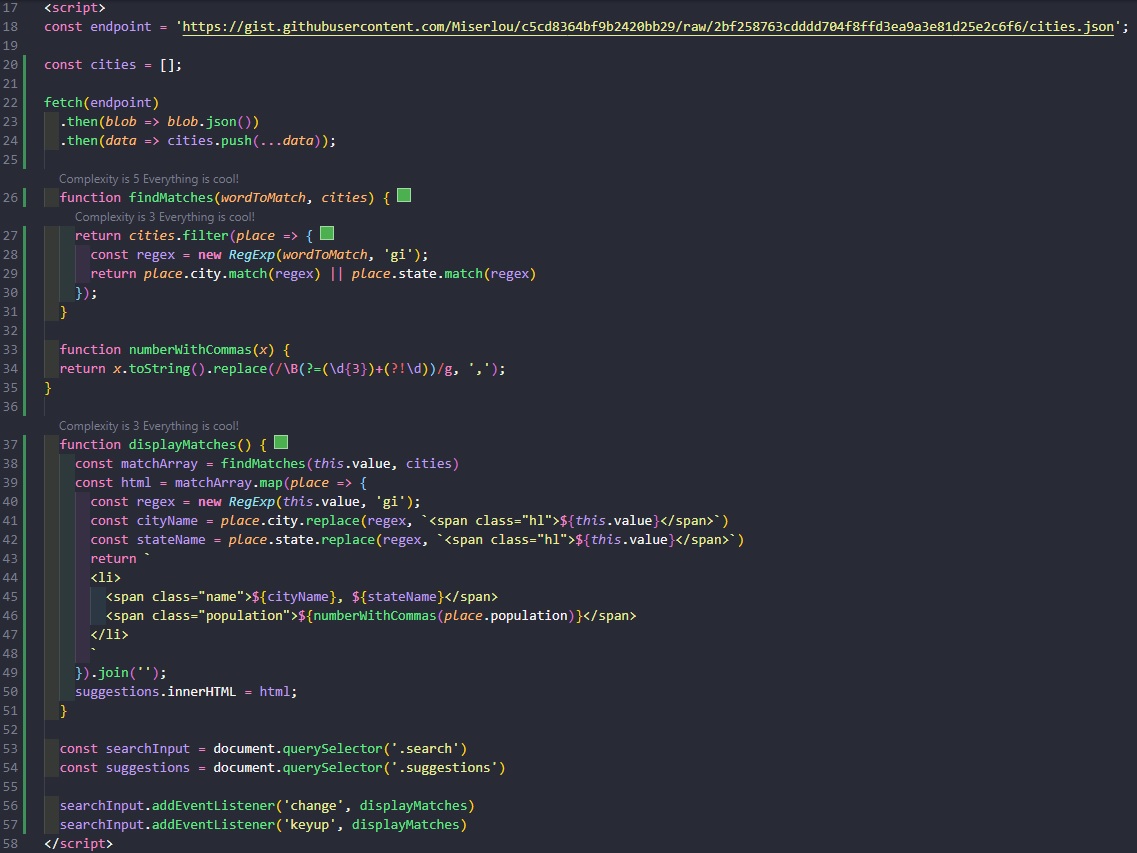 17 <script>
18 const endpoint = 'https://gist.githubusercontent.com/Miserlou/c5cd8364bf9b2420bb29/raw/2bf258763cdddd704f8ffd3ea9a3e81d25e2c6f6/cities.json';
19
20 const cities = [];
21
22 fetch(endpoint)
23   .then(blob => blob.json())
24   .then(data => cities.push(...data));
25
Complexity is 5 Everything is cool!
26   function findMatches(wordToMatch, cities) {
Complexity is 3 Everything is cool!
27     return cities.filter(place => {
28       const regex = new RegExp(wordToMatch, 'gi');
29       return place.city.match(regex) || place.state.match(regex)
30     });
31   }
32
33   function numberWithCommas(x) {
34   return x.toString().replace(/\B(?=(\d{3})+(?!\d))/g, ',');
35 }
36
Complexity is 3 Everything is cool!
37   function displayMatches() {
38     const matchArray = findMatches(this.value, cities)
39     const html = matchArray.map(place => {
40       const regex = new RegExp(this.value, 'gi');
41       const cityName = place.city.replace(regex, `<span class="hl">${this.value}</span>`)
42       const stateName = place.state.replace(regex, `<span class="hl">${this.value}</span>`)
43       return `
44       <li>
45         <span class="name">${cityName}, ${stateName}</span>
46         <span class="population">${numberWithCommas(place.population)}</span>
47       </li>
48       `
49     }).join('');
50     suggestions.innerHTML = html;
51   }
52
53   const searchInput = document.querySelector('.search')
54   const suggestions = document.querySelector('.suggestions')
55
56   searchInput.addEventListener('change', displayMatches)
57   searchInput.addEventListener('keyup', displayMatches)
58 </script>